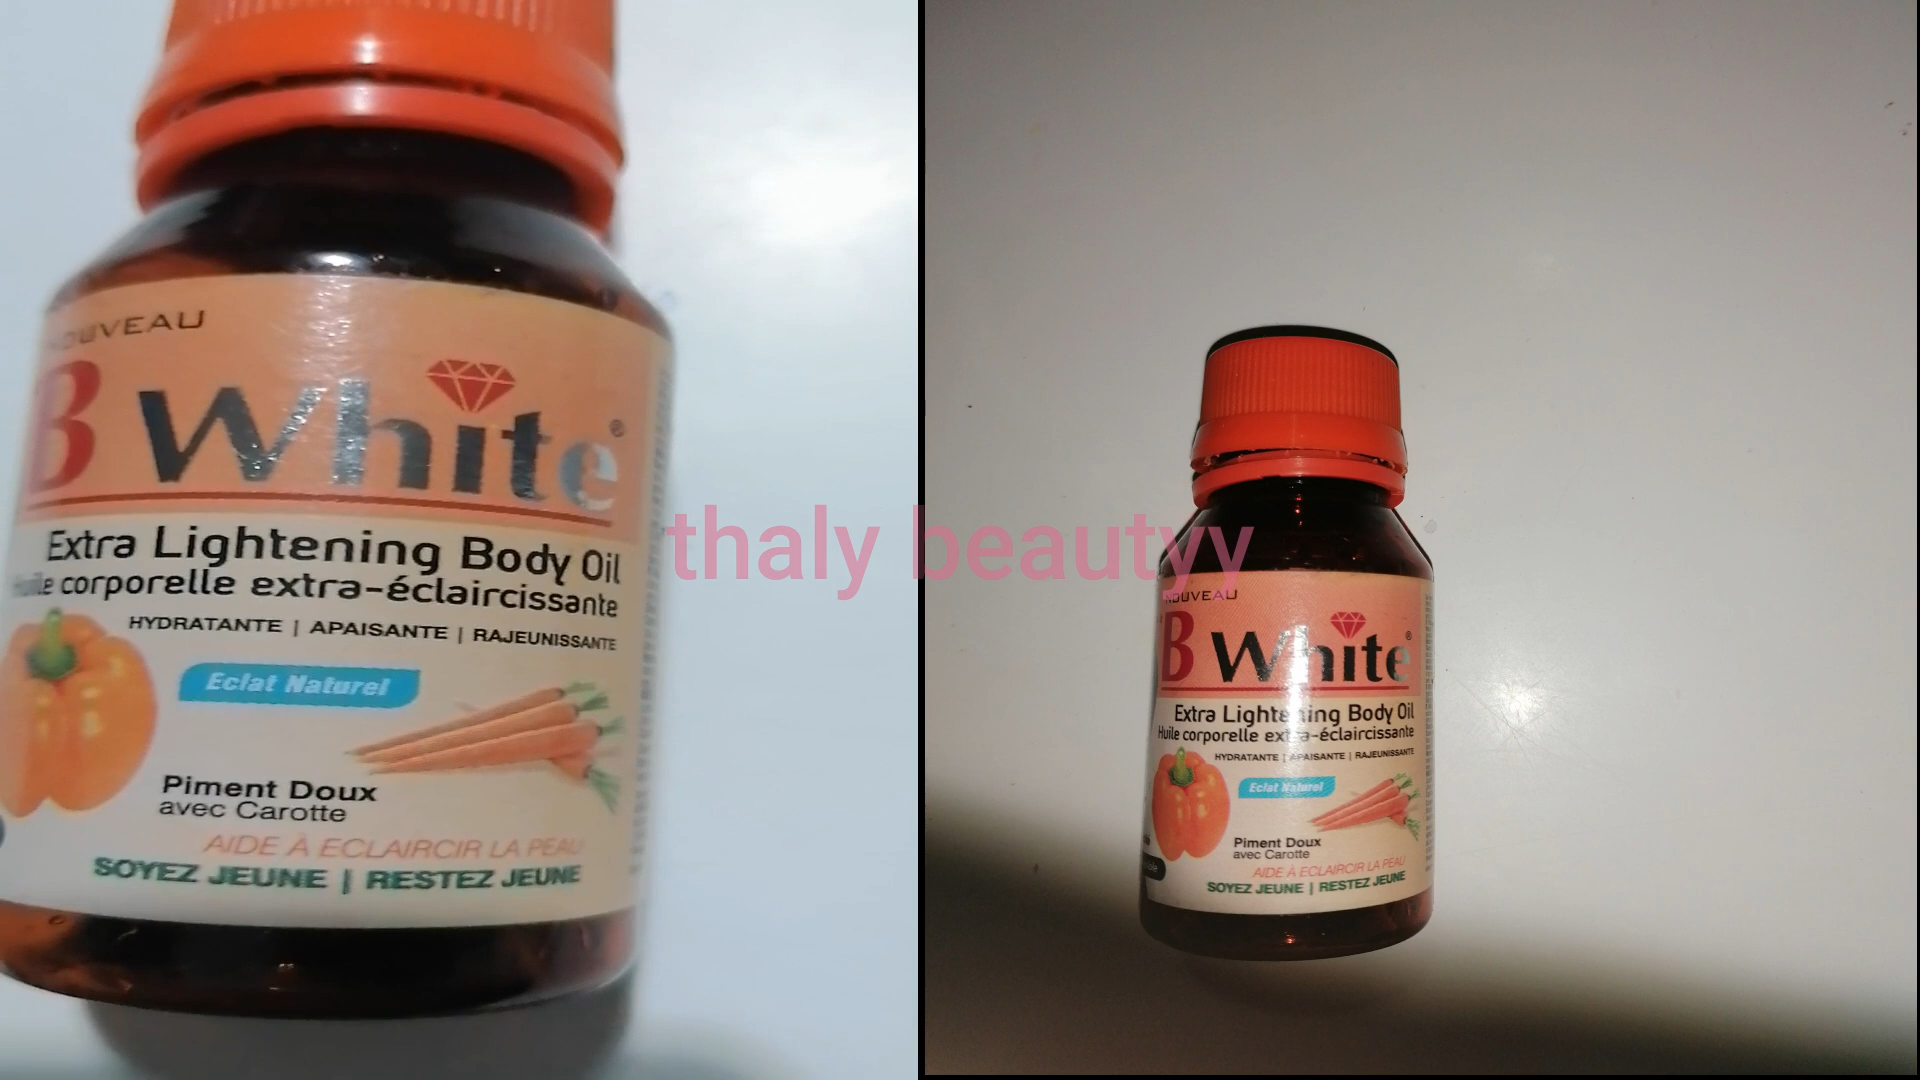 NOUVEAU
B White®
Extra Lightening Body Oil
Huile corporelle extra-éclaircissante
HYDRATANTE | APAISANTE | RAJEUNISSANTE
Eclat Naturel
Piment Doux
avec Carotte
AIDE À ECLAIRCIR LA PEAU
SOYEZ JEUNE | RESTEZ JEUNE
thaly beautyy
NOUVEAU
B White®
Extra Lightening Body Oil
Huile corporelle extra-éclaircissante
HYDRATANTE | APAISANTE | RAJEUNISSANTE
Eclat Naturel
Piment Doux
avec Carotte
AIDE À ECLAIRCIR LA PEAU
SOYEZ JEUNE | RESTEZ JEUNE